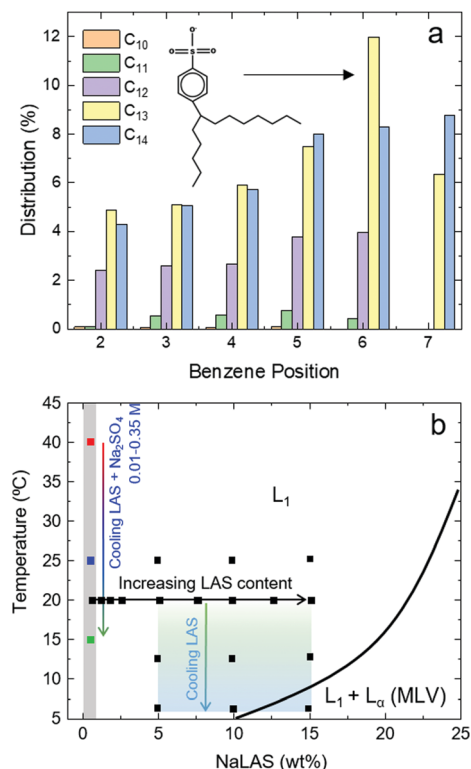 a
C₁₀
C₁₁
C₁₂
C₁₃
C₁₄
O⁻
O=S=O
12
10
8
6
4
2
0
Distribution (%)
2 3 4 5 6 7
Benzene Position
b
45
40
35
30
25
20
15
10
5
Temperature (ºC)
Cooling LAS + Na₂SO₄
0.01-0.35 M
L₁
Increasing LAS content
Cooling LAS
L₁ + Lα (MLV)
0 5 10 15 20 25
NaLAS (wt%)